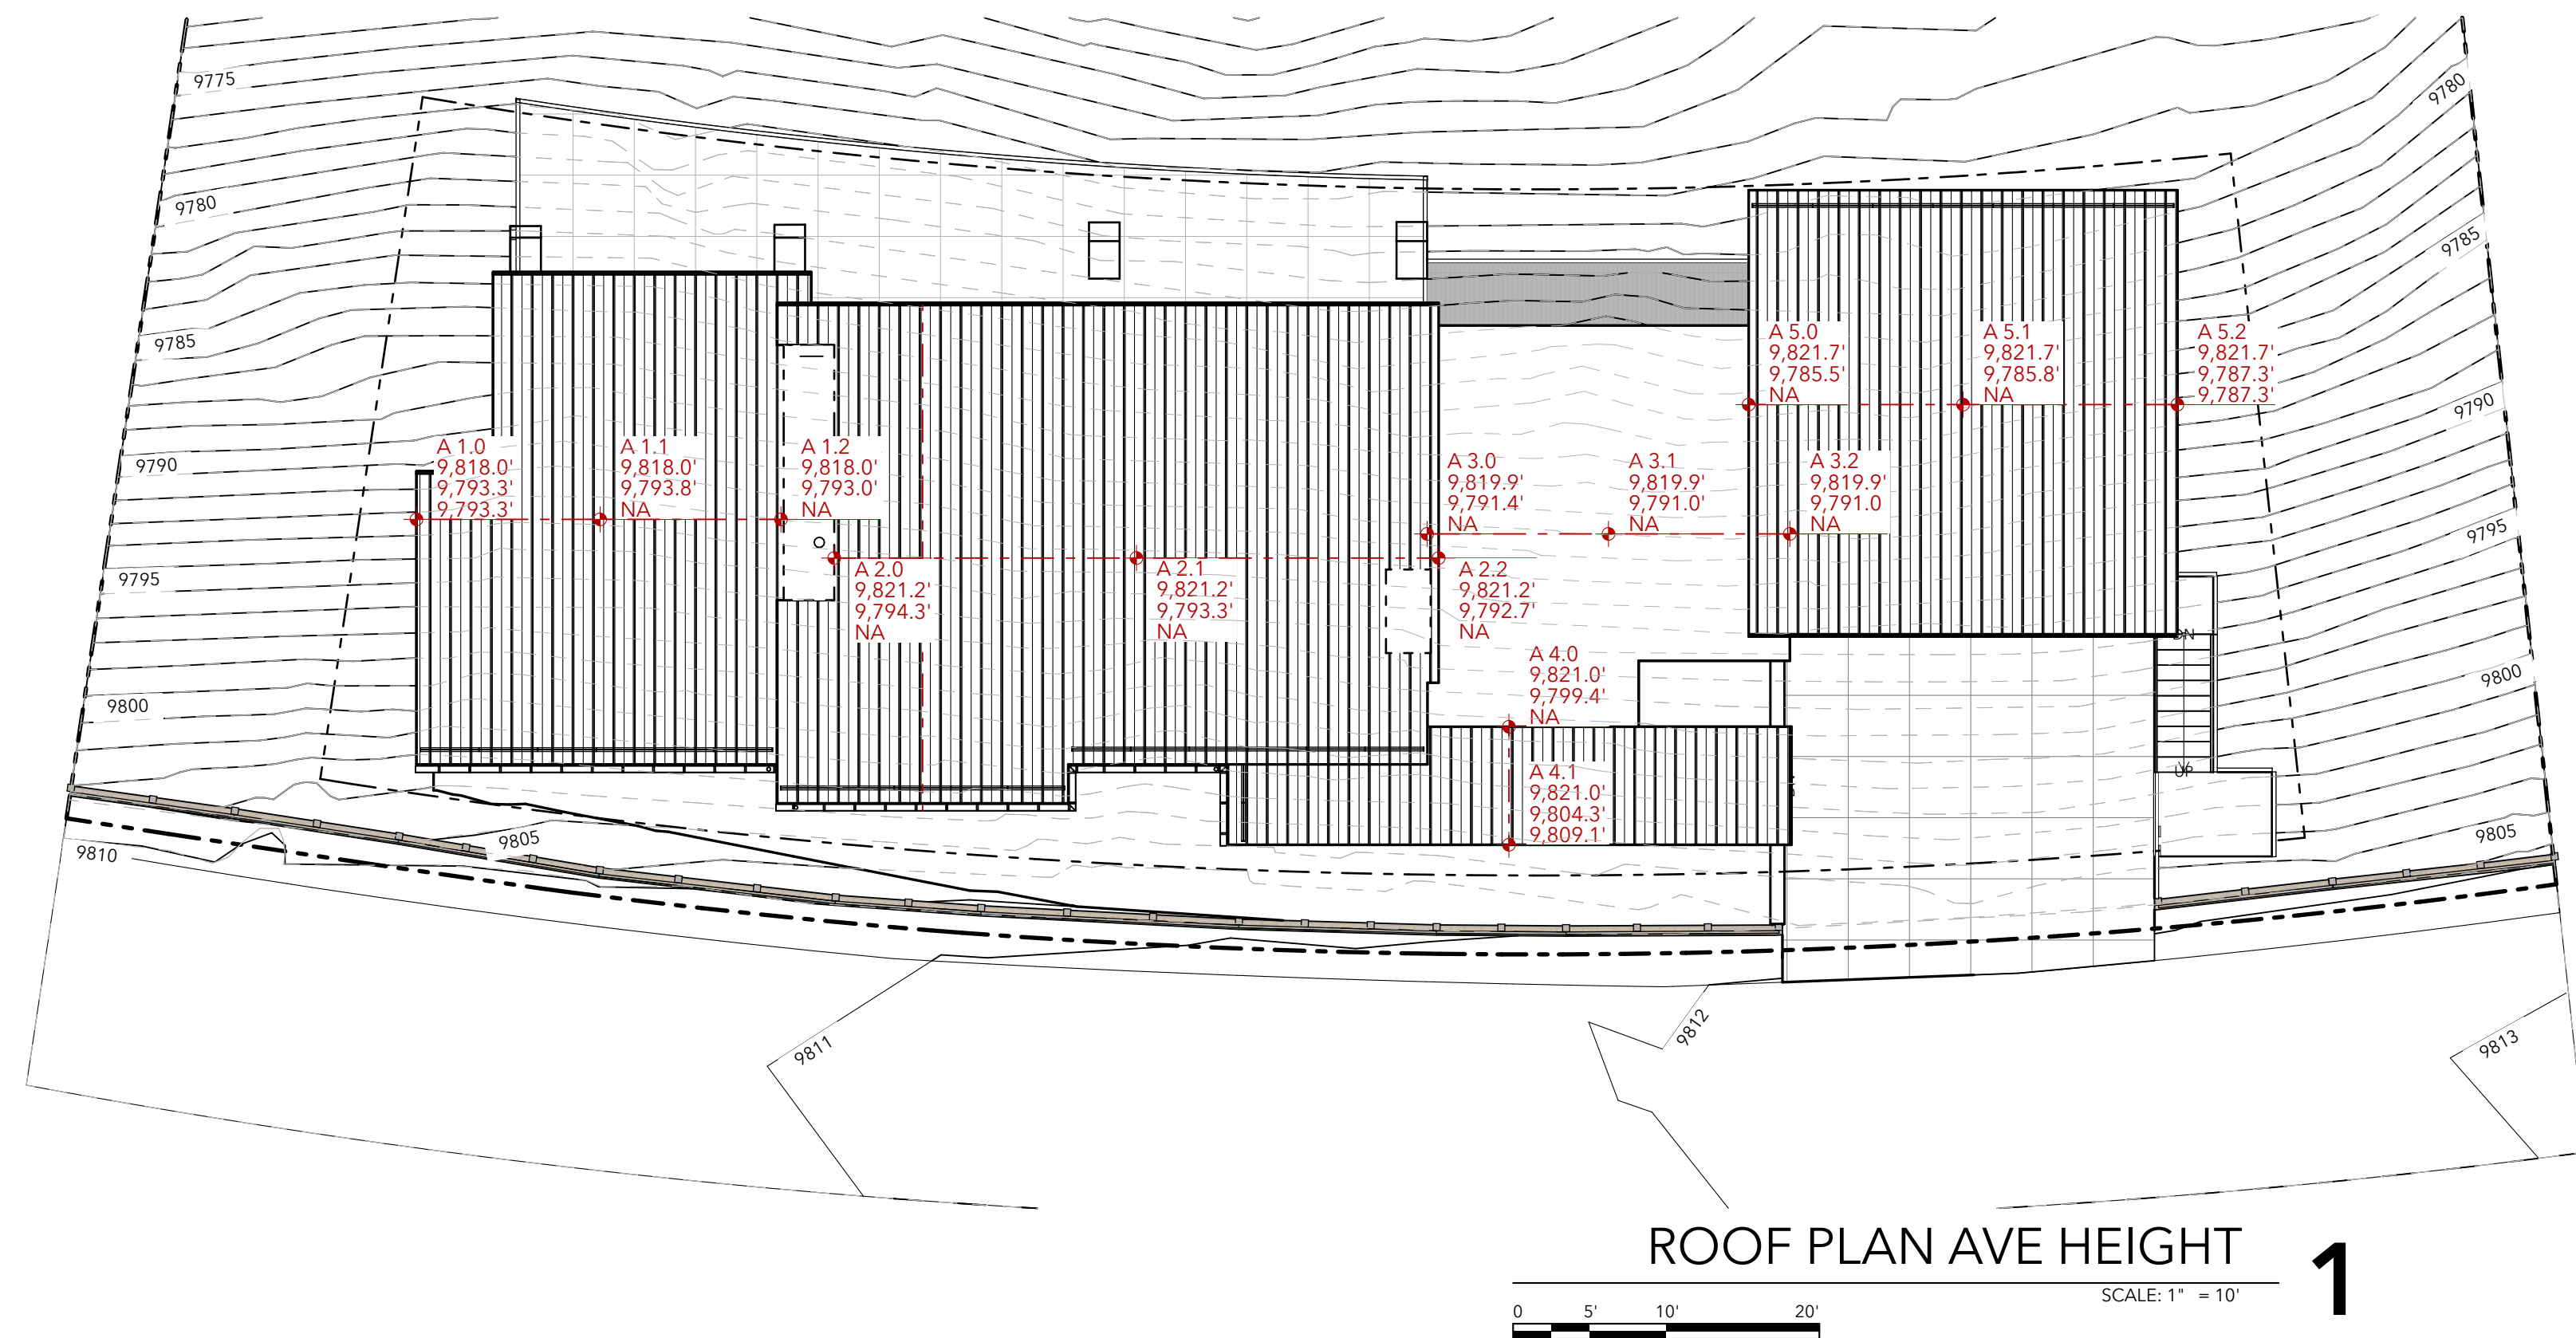 9775
9780
9780
9785
9785
9790
9790
9795
9795
9800
9800
9805
9805
9810
9811
9812
9813
A 1.0
9,818.0'
9,793.3'
9,793.3'
A 1.1
9,818.0'
9,793.8'
NA
A 1.2
9,818.0'
9,793.0'
NA
A 2.0
9,821.2'
9,794.3'
NA
A 2.1
9,821.2'
9,793.3'
NA
A 2.2
9,821.2'
9,792.7'
NA
A 3.0
9,819.9'
9,791.4'
NA
A 3.1
9,819.9'
9,791.0'
NA
A 3.2
9,819.9'
9,791.0
NA
A 4.0
9,821.0'
9,799.4'
NA
A 4.1
9,821.0'
9,804.3'
9,809.1'
A 5.0
9,821.7'
9,785.5'
NA
A 5.1
9,821.7'
9,785.8'
NA
A 5.2
9,821.7'
9,787.3'
9,787.3'
DN
UP
ROOF PLAN AVE HEIGHT
1
SCALE: 1" = 10'
0 5' 10' 20'